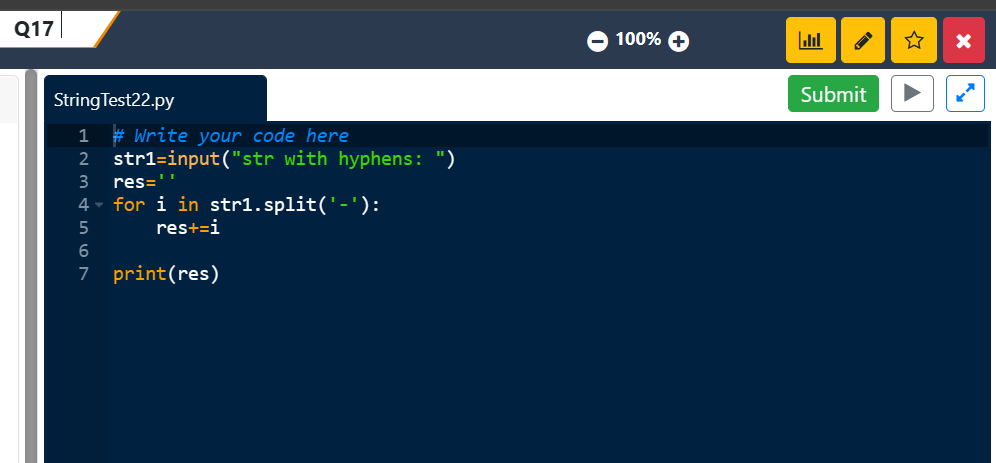 Q17
100%
Submit
StringTest22.py
1 # Write your code here
2 str1=input("str with hyphens: ")
3 res=''
4 for i in str1.split('-'):
5     res+=i
6
7 print(res)